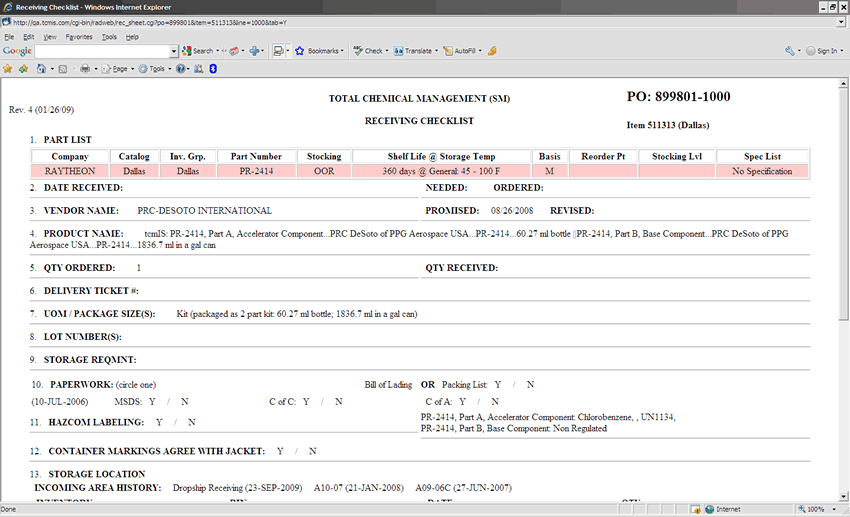 Receiving Checklist - Windows Internet Explorer
http://qa.tcmis.com/cgi-bin/radweb/rec_sheet.cgi?po=899801&item=511313&line=1000&tab=Y
File Edit View Favorites Tools Help
Google Search Bookmarks Check Translate AutoFill Sign In
Page Tools
Rev. 4 (01/26/09)
TOTAL CHEMICAL MANAGEMENT (SM)
PO: 899801-1000
RECEIVING CHECKLIST
Item 511313 (Dallas)
1. PART LIST
Company Catalog Inv. Grp. Part Number Stocking Shelf Life @ Storage Temp Basis Reorder Pt Stocking Lvl Spec List
RAYTHEON Dallas Dallas PR-2414 OOR 360 days @ General: 45 - 100 F M No Specification
2. DATE RECEIVED: NEEDED: ORDERED:
3. VENDOR NAME: PRC-DESOTO INTERNATIONAL PROMISED: 08/26/2008 REVISED:
4. PRODUCT NAME: tcmIS: PR-2414, Part A, Accelerator Component...PRC DeSoto of PPG Aerospace USA...PR-2414...60.27 ml bottle ||PR-2414, Part B, Base Component...PRC DeSoto of PPG
Aerospace USA...PR-2414...1836.7 ml in a gal can
5. QTY ORDERED: 1 QTY RECEIVED:
6. DELIVERY TICKET #:
7. UOM / PACKAGE SIZE(S): Kit (packaged as 2 part kit: 60.27 ml bottle; 1836.7 ml in a gal can)
8. LOT NUMBER(S):
9. STORAGE REQMNT:
10. PAPERWORK: (circle one) Bill of Lading OR Packing List: Y / N
(10-JUL-2006) MSDS: Y / N C of C: Y / N C of A: Y / N
11. HAZCOM LABELING: Y / N
PR-2414, Part A, Accelerator Component: Chlorobenzene, , UN1134,
PR-2414, Part B, Base Component: Non Regulated
12. CONTAINER MARKINGS AGREE WITH JACKET: Y / N
13. STORAGE LOCATION
INCOMING AREA HISTORY: Dropship Receiving (23-SEP-2009) A10-07 (21-JAN-2008) A09-06C (27-JUN-2007)
Done Internet 100%